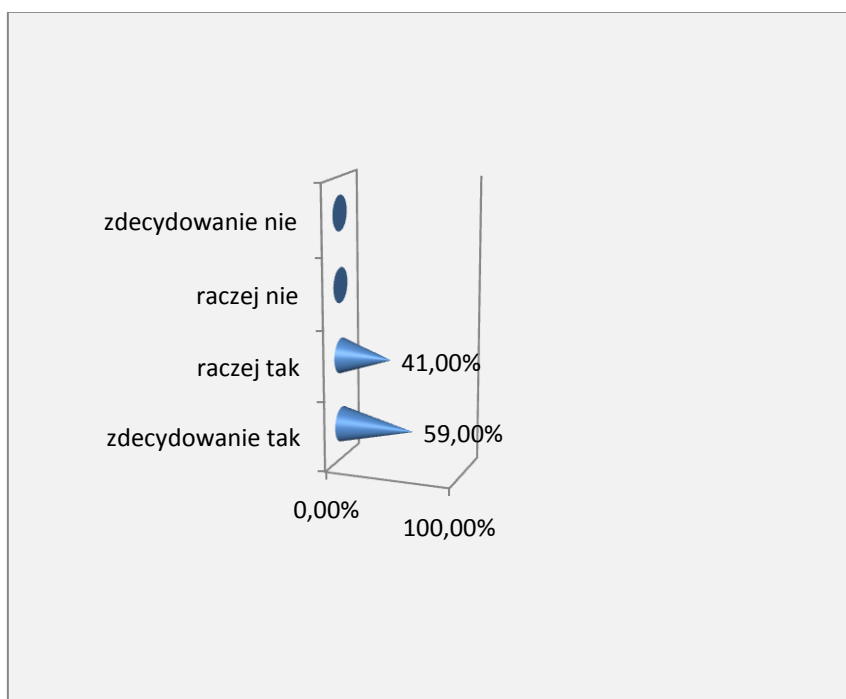 zdecydowanie nie
raczej nie
raczej tak
41,00%
zdecydowanie tak
59,00%
0,00%
100,00%